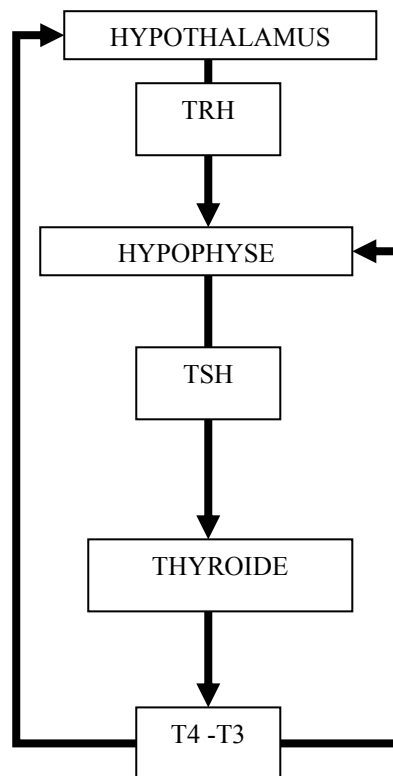 HYPOTHALAMUS
TRH
HYPOPHYSE
TSH
THYROIDE
T4 -T3